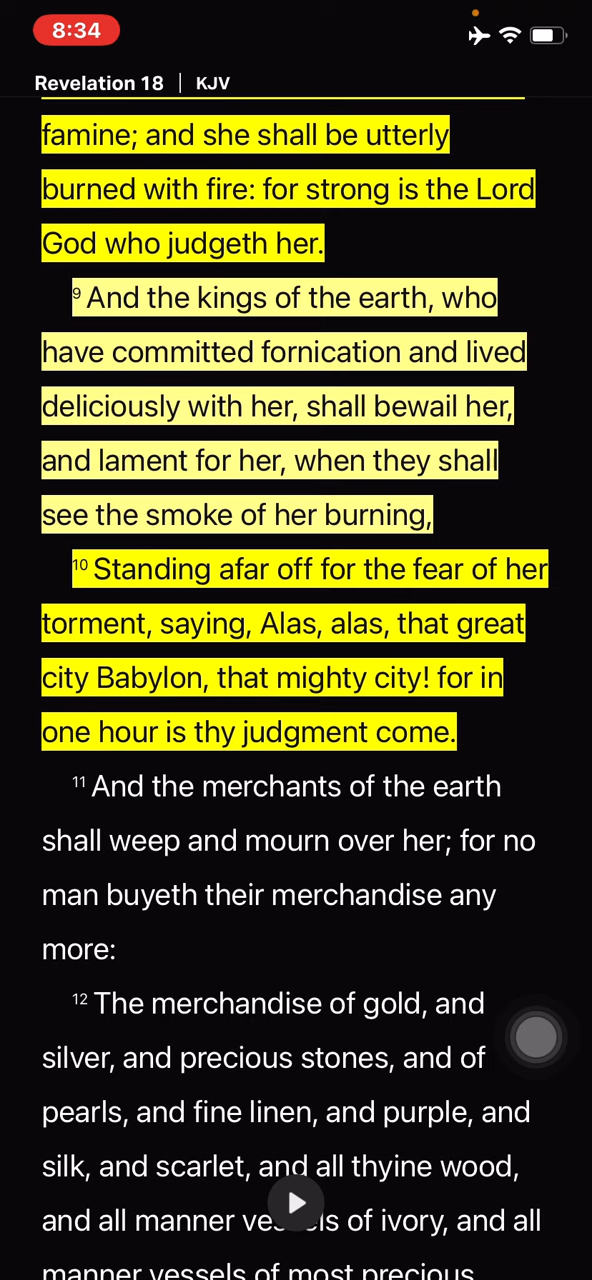 8:34
Revelation 18 | KJV
famine; and she shall be utterly
burned with fire: for strong is the Lord
God who judgeth her.
9 And the kings of the earth, who
have committed fornication and lived
deliciously with her, shall bewail her,
and lament for her, when they shall
see the smoke of her burning,
10 Standing afar off for the fear of her
torment, saying, Alas, alas, that great
city Babylon, that mighty city! for in
one hour is thy judgment come.
11 And the merchants of the earth
shall weep and mourn over her; for no
man buyeth their merchandise any
more:
12 The merchandise of gold, and
silver, and precious stones, and of
pearls, and fine linen, and purple, and
silk, and scarlet, and all thyine wood,
and all manner vessels of ivory, and all
manner vessels of most precious